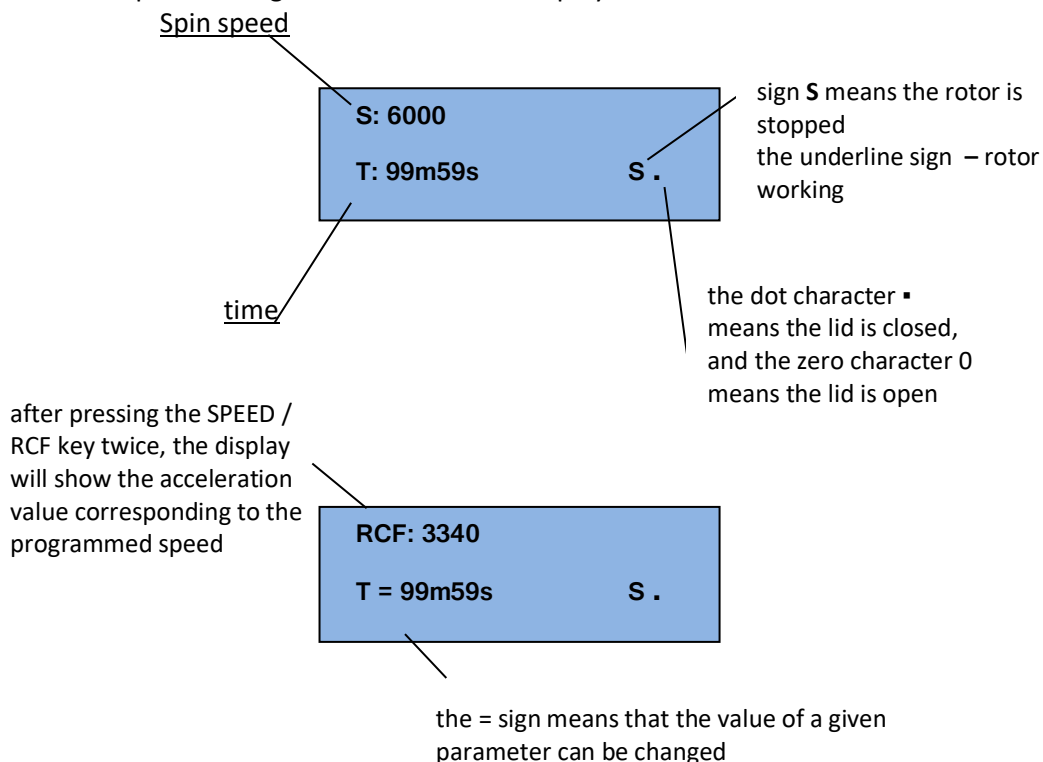 Spin speed
S: 6000
T: 99m59s S .
sign S means the rotor is
stopped
the underline sign – rotor
working
time
the dot character ▪
means the lid is closed,
and the zero character 0
means the lid is open
after pressing the SPEED /
RCF key twice, the display
will show the acceleration
value corresponding to the
programmed speed
RCF: 3340
T = 99m59s S .
the = sign means that the value of a given
parameter can be changed